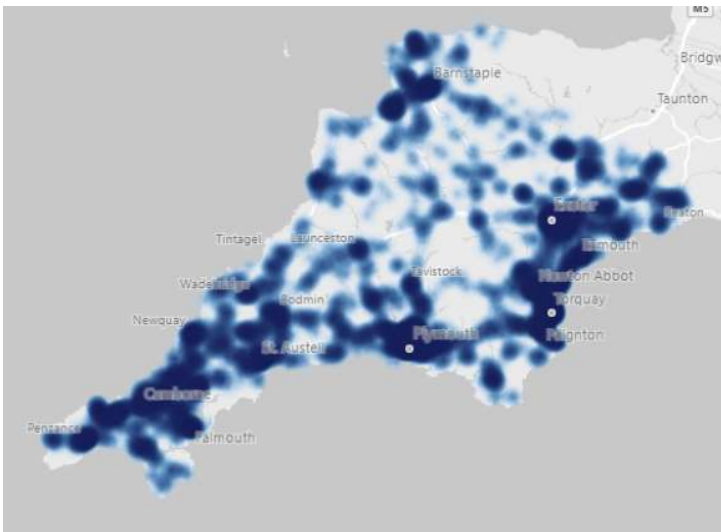 M5
Bridgw
Barnstaple
Taunton
Exeter
Seaton
Tintagel
Launceston
Exmouth
Tavistock
Newton Abbot
Wadebridge
Bodmin
Torquay
Newquay
Plymouth
Paignton
St. Austell
Camborne
Penzance
Falmouth